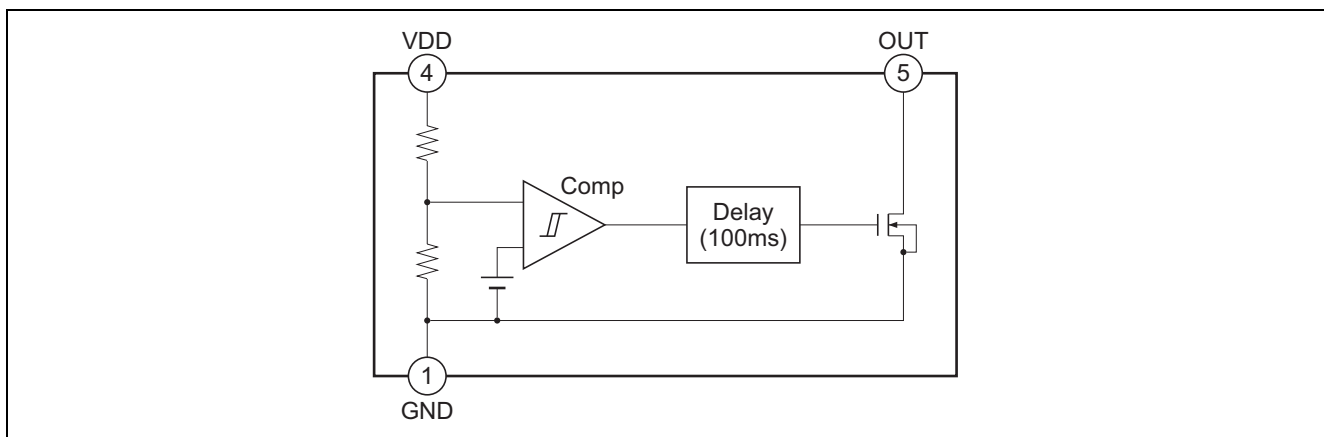 VDD
OUT
4
5
Comp
Delay
(100ms)
1
GND